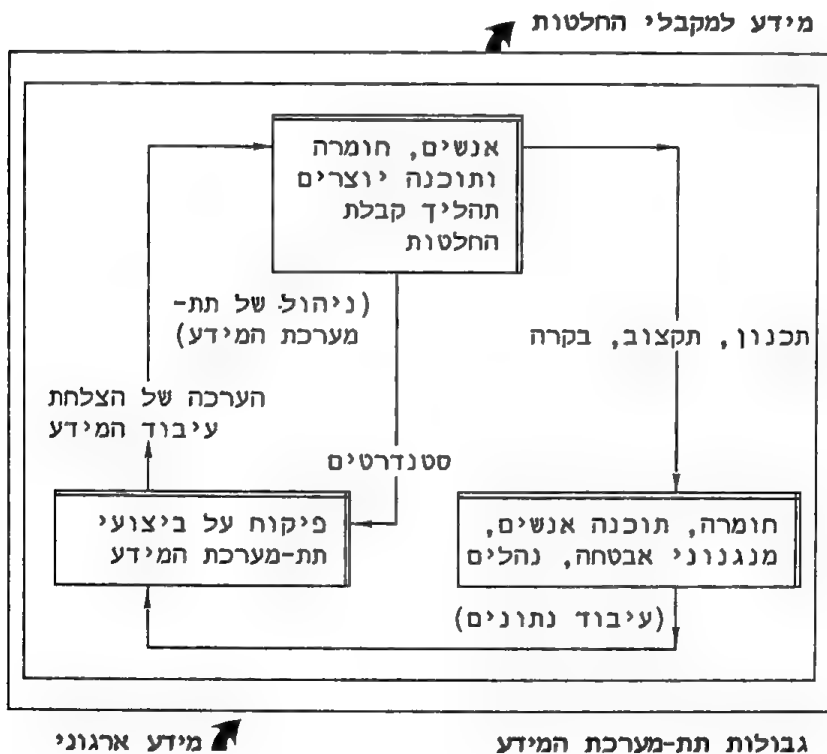 מידע למקבלי החלטות
אנשים, חומרה
ותוכנה יוצרים
תהליך קבלת
החלטות
(ניהול של תת-
מערכת המידע)
תכנון, תקצוב, בקרה
הערכה של הצלחת
עיבוד המידע
סטנדרטים
חומרה, תוכנה אנשים,
מנגנוני אבטחה, נהלים
פיקוח על ביצועי
תת-מערכת המידע
(עיבוד נתונים)
גבולות תת-מערכת המידע
מידע ארגוני